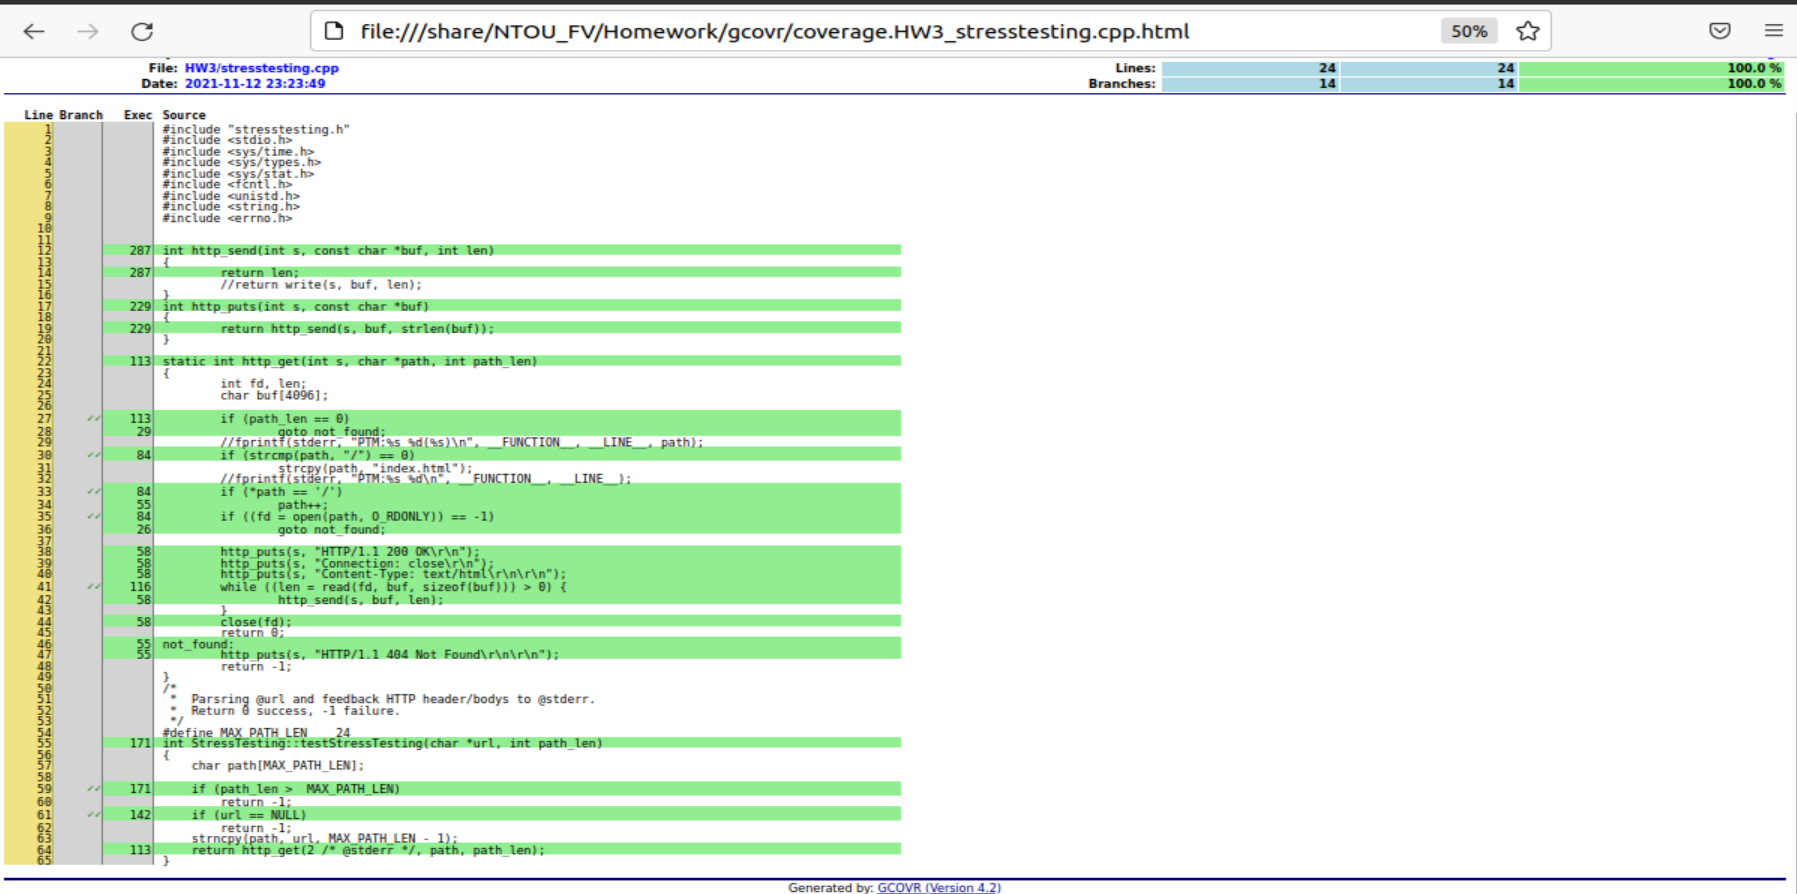 file:///share/NTOU_FV/Homework/gcovr/coverage.HW3_stresstesting.cpp.html 50%
File: HW3/stresstesting.cpp Lines: 24 24 100.0 %
Date: 2021-11-12 23:23:49 Branches: 14 14 100.0 %
Line Branch Exec Source
1 #include "stresstesting.h"
2 #include <stdio.h>
3 #include <sys/time.h>
4 #include <sys/types.h>
5 #include <sys/stat.h>
6 #include <fcntl.h>
7 #include <unistd.h>
8 #include <string.h>
9 #include <errno.h>
10
11
12 287 int http_send(int s, const char *buf, int len)
13 {
14 287 return len;
15 //return write(s, buf, len);
16 }
17 229 int http_puts(int s, const char *buf)
18 {
19 229 return http_send(s, buf, strlen(buf));
20 }
21
22 113 static int http_get(int s, char *path, int path_len)
23 {
24 int fd, len;
25 char buf[4096];
26
27 ✓✓ 113 if (path_len == 0)
28 29 goto not_found;
29 //fprintf(stderr, "PTM:%s %d(%s)\n", __FUNCTION__, __LINE__, path);
30 ✓✓ 84 if (strcmp(path, "/") == 0)
31 strcpy(path, "index.html");
32 //fprintf(stderr, "PTM:%s %d\n", __FUNCTION__, __LINE__);
33 ✓✓ 84 if (*path == '/')
34 55 path++;
35 ✓✓ 84 if ((fd = open(path, O_RDONLY)) == -1)
36 26 goto not_found;
37
38 58 http_puts(s, "HTTP/1.1 200 OK\r\n");
39 58 http_puts(s, "Connection: close\r\n");
40 58 http_puts(s, "Content-Type: text/html\r\n\r\n");
41 ✓✓ 116 while ((len = read(fd, buf, sizeof(buf))) > 0) {
42 58 http_send(s, buf, len);
43 }
44 58 close(fd);
45 return 0;
46 55 not_found:
47 55 http_puts(s, "HTTP/1.1 404 Not Found\r\n\r\n");
48 return -1;
49 }
50 /*
51 * Parsring @url and feedback HTTP header/bodys to @stderr.
52 * Return 0 success, -1 failure.
53 */
54 #define MAX_PATH_LEN 24
55 171 int StressTesting::testStressTesting(char *url, int path_len)
56 {
57 char path[MAX_PATH_LEN];
58
59 ✓✓ 171 if (path_len > MAX_PATH_LEN)
60 return -1;
61 ✓✓ 142 if (url == NULL)
62 return -1;
63 strncpy(path, url, MAX_PATH_LEN - 1);
64 113 return http_get(2 /* @stderr */, path, path_len);
65 }
Generated by: GCOVR (Version 4.2)